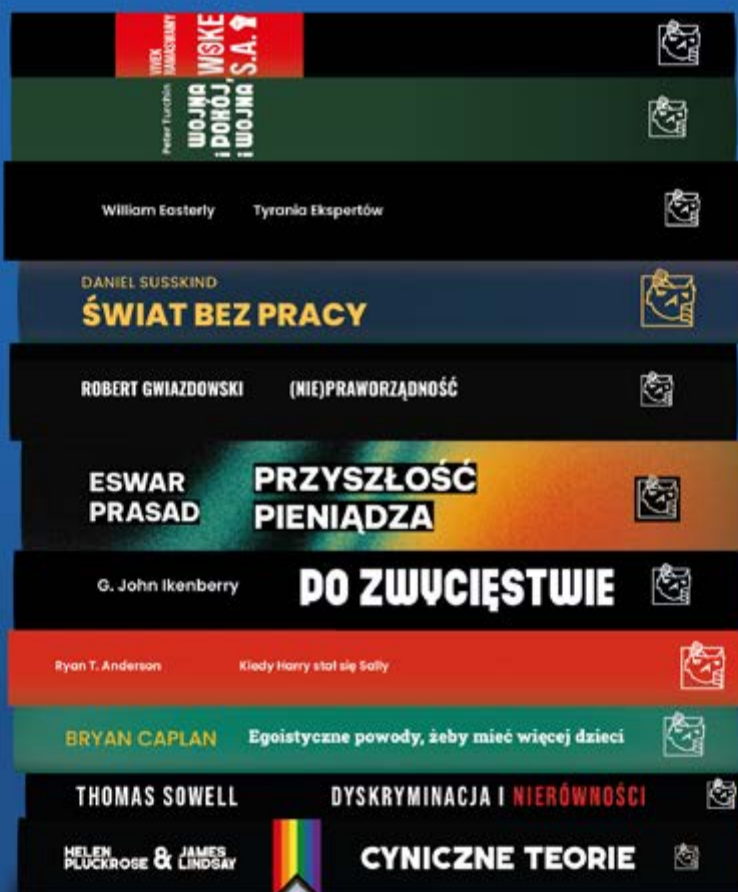 VIVEK
RAMASWAMY
WOKE
S.A.
Peter Turchin
WOJNA
i POKÓJ,
i WOJNA
William Easterly Tyrania Ekspertów
DANIEL SUSSKIND
ŚWIAT BEZ PRACY
ROBERT GWIAZDOWSKI (NIE)PRAWORZĄDNOŚĆ
ESWAR
PRASAD
PRZYSZŁOŚĆ
PIENIĄDZA
G. John Ikenberry PO ZWYCIĘSTWIE
Ryan T. Anderson Kiedy Harry stał się Sally
BRYAN CAPLAN Egoistyczne powody, żeby mieć więcej dzieci
THOMAS SOWELL DYSKRYMINACJA I NIERÓWNOŚCI
HELEN
PLUCKROSE & JAMES
LINDSAY
CYNICZNE TEORIE